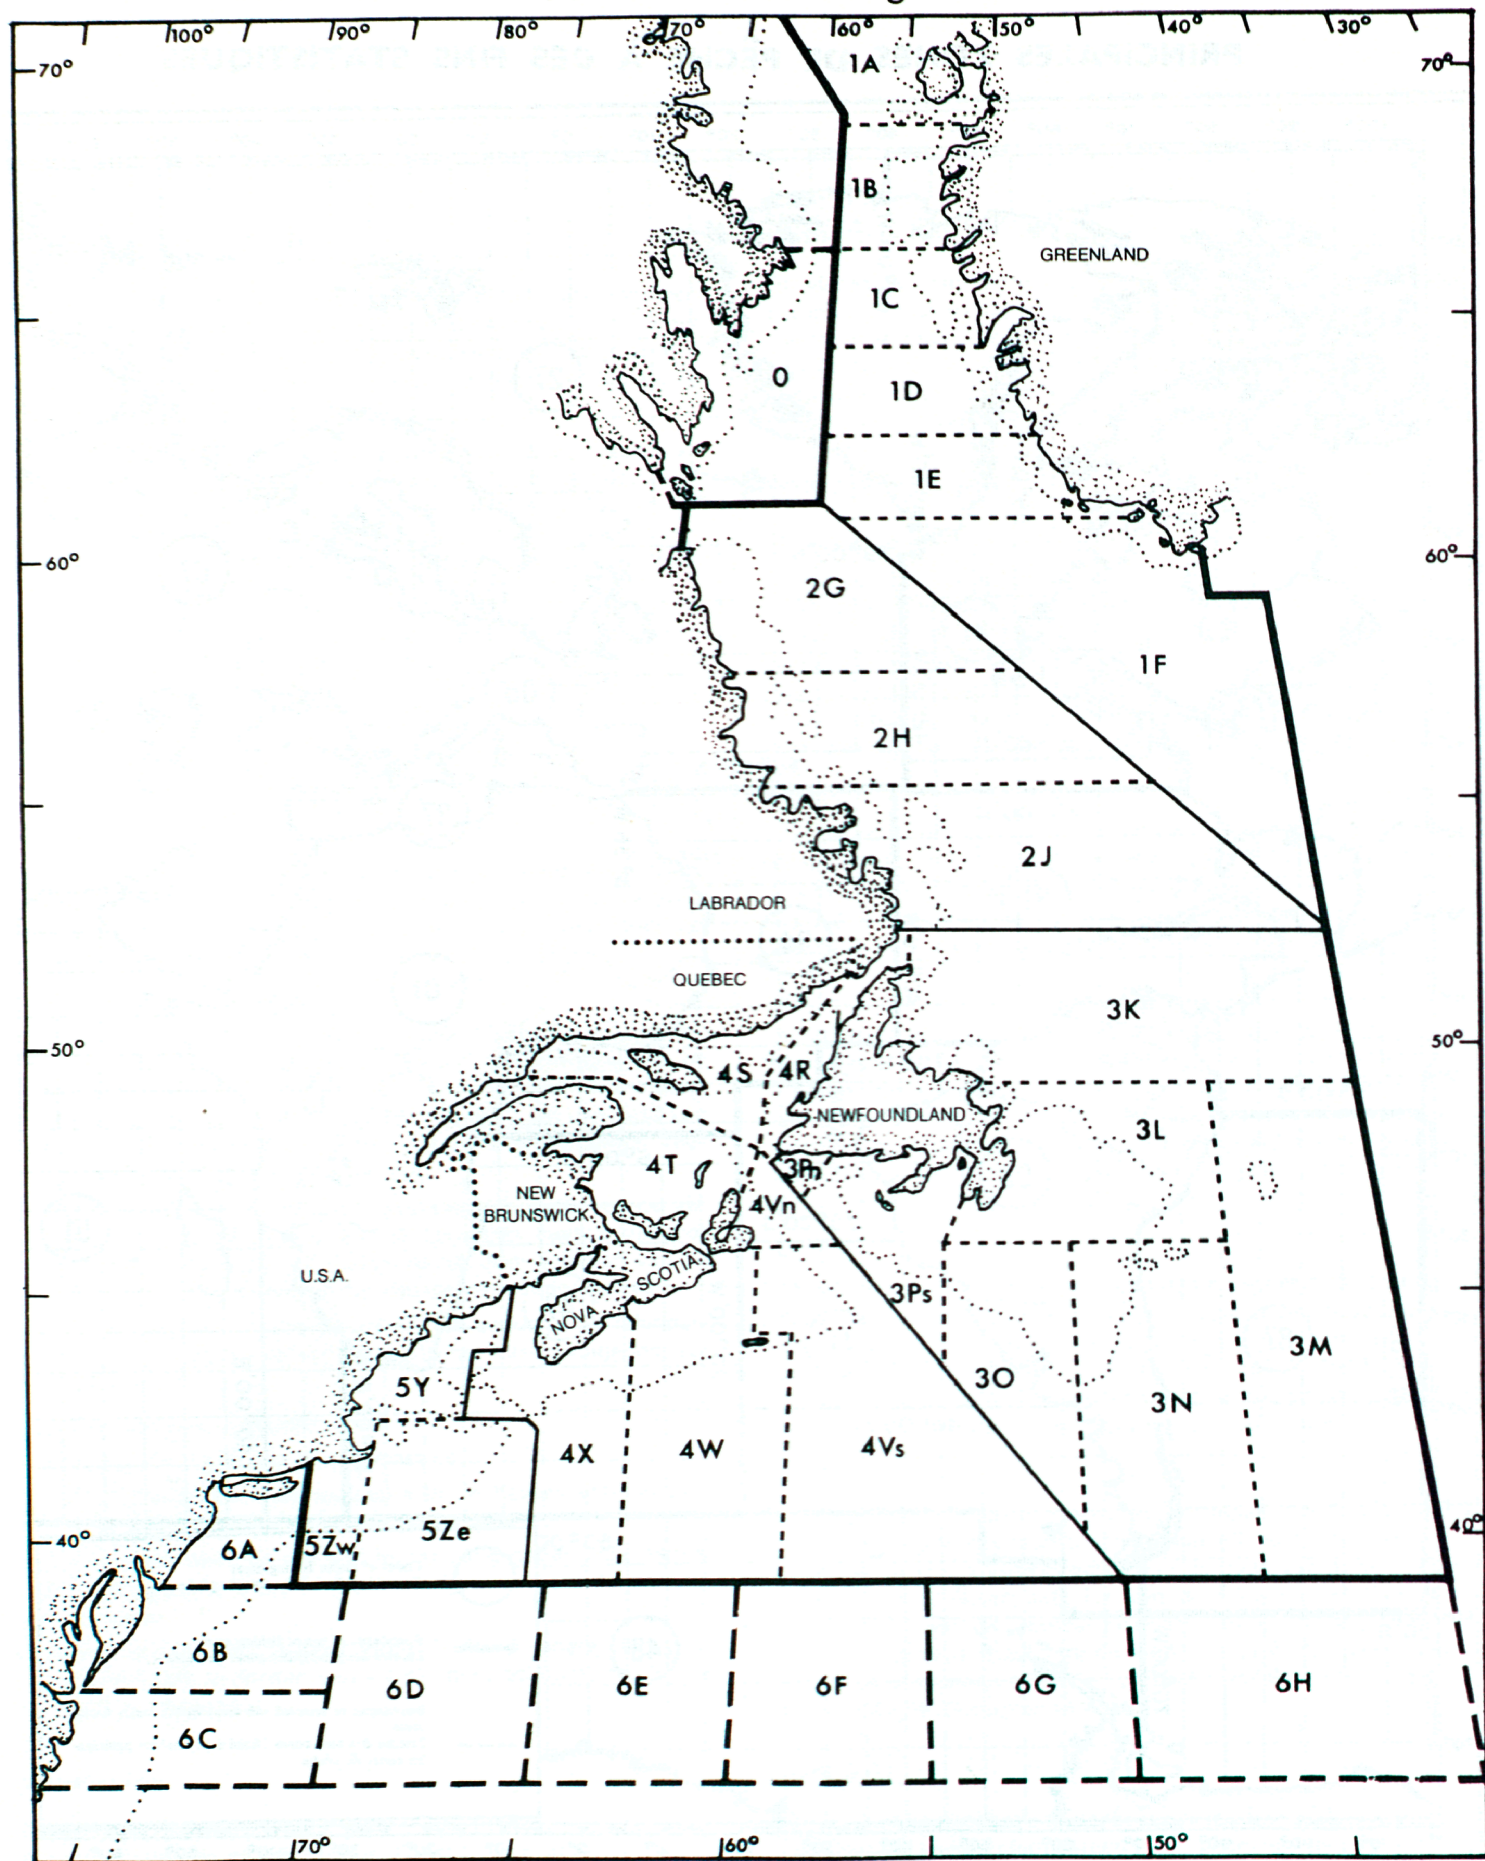 100° 90° 80° 70° 60° 50° 40° 30°
70° 1A 70°
1B
GREENLAND
1C
0
1D
1E
60° 60°
2G
1F
2H
2J
LABRADOR
QUEBEC
3K
50° 50°
4S 4R
NEWFOUNDLAND
3L
4T 3Pn
NEW
BRUNSWICK
4Vn
U.S.A.
NOVA SCOTIA
3Ps
3M
5Y 3O
3N
4X 4W 4Vs
40° 6A 5Zw 5Ze 40°
6B
6D 6E 6F 6G 6H
6C
70° 60° 50°